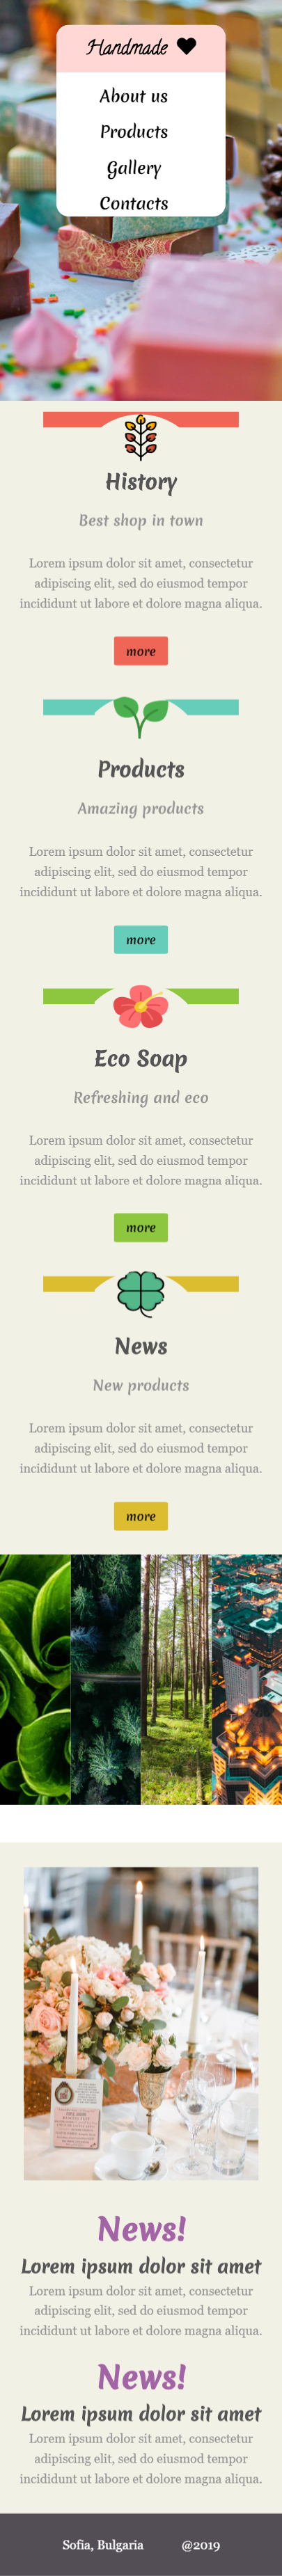 Handmade
About us
Products
Gallery
Contacts
History
Best shop in town
Lorem ipsum dolor sit amet, consectetur
adipiscing elit, sed do eiusmod tempor
incididunt ut labore et dolore magna aliqua.
more
Products
Amazing products
Lorem ipsum dolor sit amet, consectetur
adipiscing elit, sed do eiusmod tempor
incididunt ut labore et dolore magna aliqua.
more
Eco Soap
Refreshing and eco
Lorem ipsum dolor sit amet, consectetur
adipiscing elit, sed do eiusmod tempor
incididunt ut labore et dolore magna aliqua.
more
News
New products
Lorem ipsum dolor sit amet, consectetur
adipiscing elit, sed do eiusmod tempor
incididunt ut labore et dolore magna aliqua.
more
News!
Lorem ipsum dolor sit amet
Lorem ipsum dolor sit amet, consectetur
adipiscing elit, sed do eiusmod tempor
incididunt ut labore et dolore magna aliqua.
News!
Lorem ipsum dolor sit amet
Lorem ipsum dolor sit amet, consectetur
adipiscing elit, sed do eiusmod tempor
incididunt ut labore et dolore magna aliqua.
Sofia, Bulgaria @2019